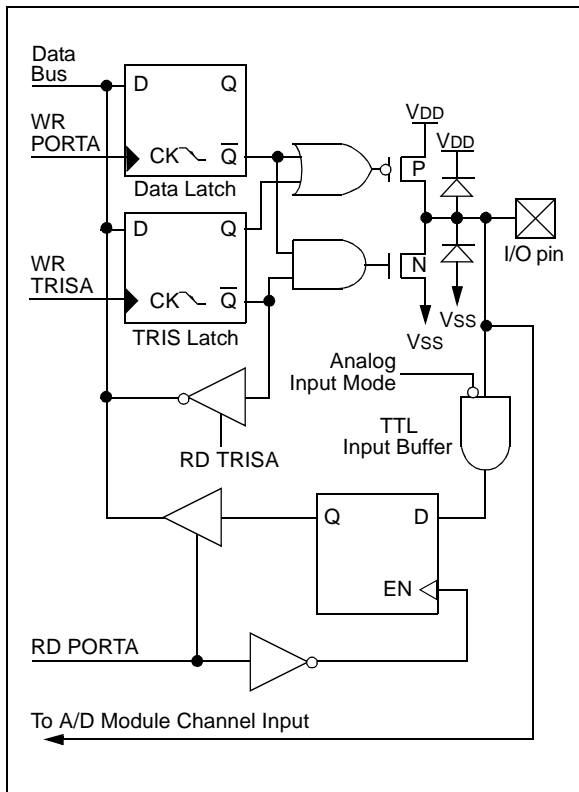 Data
Bus
D Q
VDD
WR
PORTA
VDD
CK Q
P
Data Latch
D Q
I/O pin
WR
TRISA
N
CK Q
VSS
TRIS Latch
VSS
Analog
Input Mode
TTL
Input Buffer
RD TRISA
Q D
EN
RD PORTA
To A/D Module Channel Input